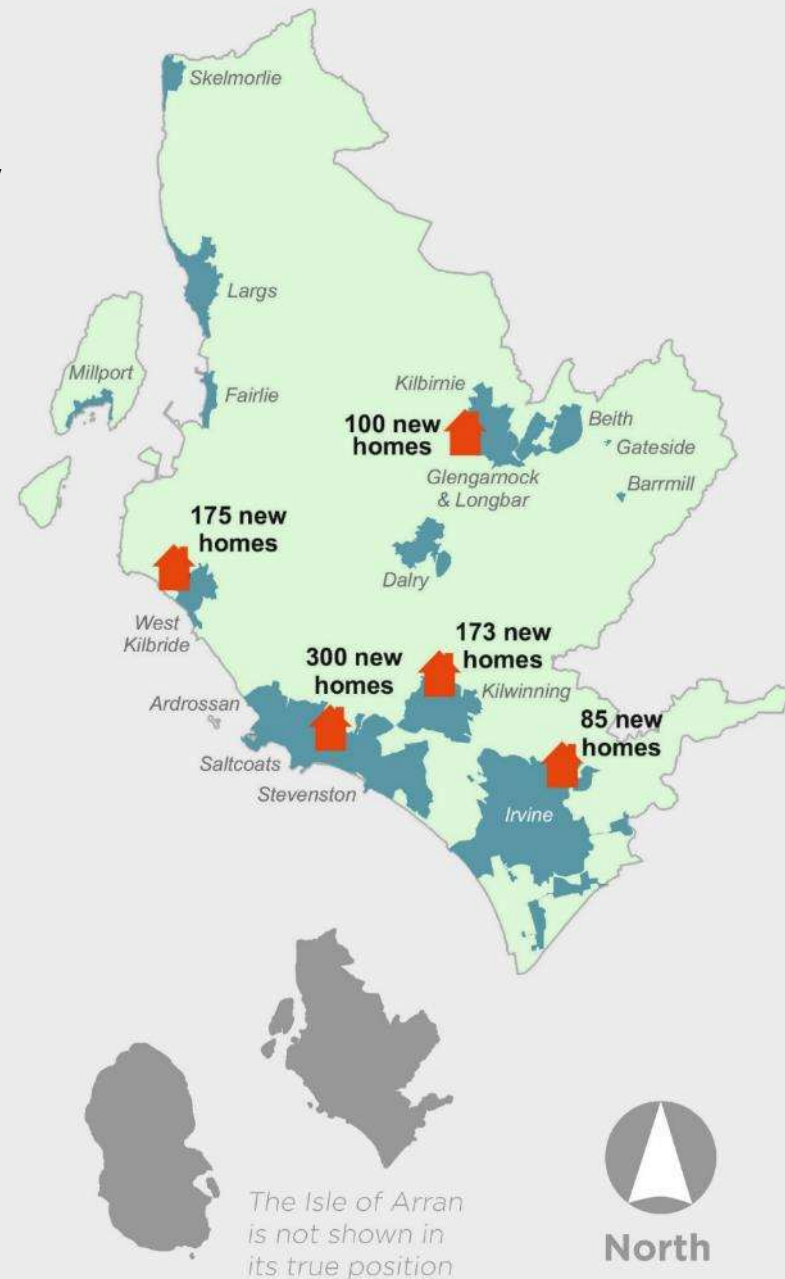 Skelmorlie
Largs
Millport
Fairlie
Kilbirnie
100 new
homes
Beith
Gateside
Glengarnock
& Longbar
Barrmill
175 new
homes
Dalry
West
Kilbride
173 new
homes
300 new
homes
Kilwinning
Ardrossan
85 new
homes
Saltcoats
Stevenston
Irvine
The Isle of Arran
is not shown in
its true position
North